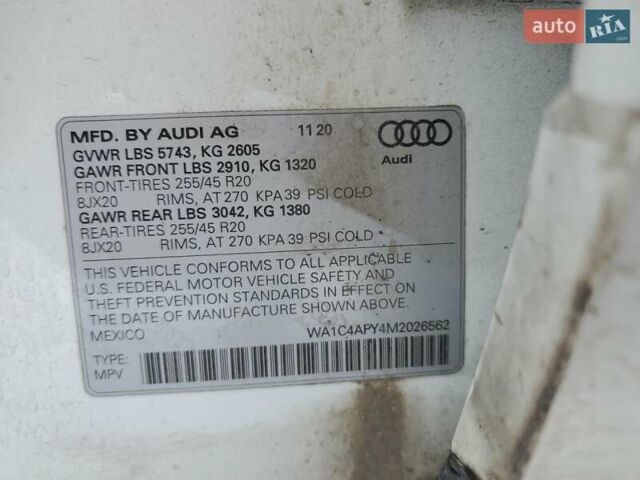 auto RIA.com
MFD. BY AUDI AG 11 20
GVWR LBS 5743, KG 2605
GAWR FRONT LBS 2910, KG 1320
FRONT-TIRES 255/45 R20
8JX20 RIMS, AT 270 KPA 39 PSI COLD
GAWR REAR LBS 3042, KG 1380
REAR-TIRES 255/45 R20
8JX20 RIMS, AT 270 KPA 39 PSI COLD
Audi
THIS VEHICLE CONFORMS TO ALL APPLICABLE
U.S. FEDERAL MOTOR VEHICLE SAFETY AND
THEFT PREVENTION STANDARDS IN EFFECT ON
THE DATE OF MANUFACTURE SHOWN ABOVE.
MEXICO WA1C4APY4M2026562
TYPE:
MPV